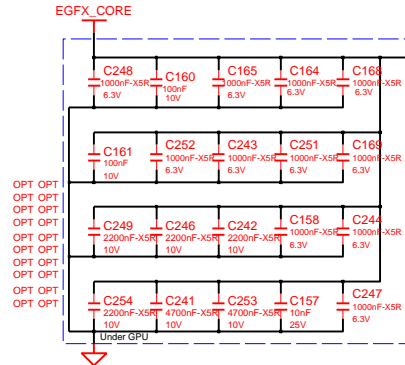 EGFX_CORE
C248 C160 C165 C164 C168
1000nF-X5R 100nF 1000nF-X5R 1000nF-X5R 1000nF-X5R
6.3V 10V 6.3V 6.3V 6.3V
C161 C252 C243 C251 C169
100nF 1000nF-X5R 1000nF-X5R 1000nF-X5R 1000nF-X5R
10V 6.3V 6.3V 6.3V 6.3V
OPT OPT
OPT OPT
OPT OPT
OPT OPT
OPT OPT
OPT OPT
OPT OPT
OPT OPT
OPT OPT
C249 C246 C242 C158 C244
2200nF-X5R 2200nF-X5R 2200nF-X5R 1000nF-X5R 1000nF-X5R
10V 10V 10V 6.3V 6.3V
C254 C241 C253 C157 C247
2200nF-X5R 4700nF-X5R 4700nF-X5R 10nF 1000nF-X5R
10V 10V 10V 25V 6.3V
Under GPU